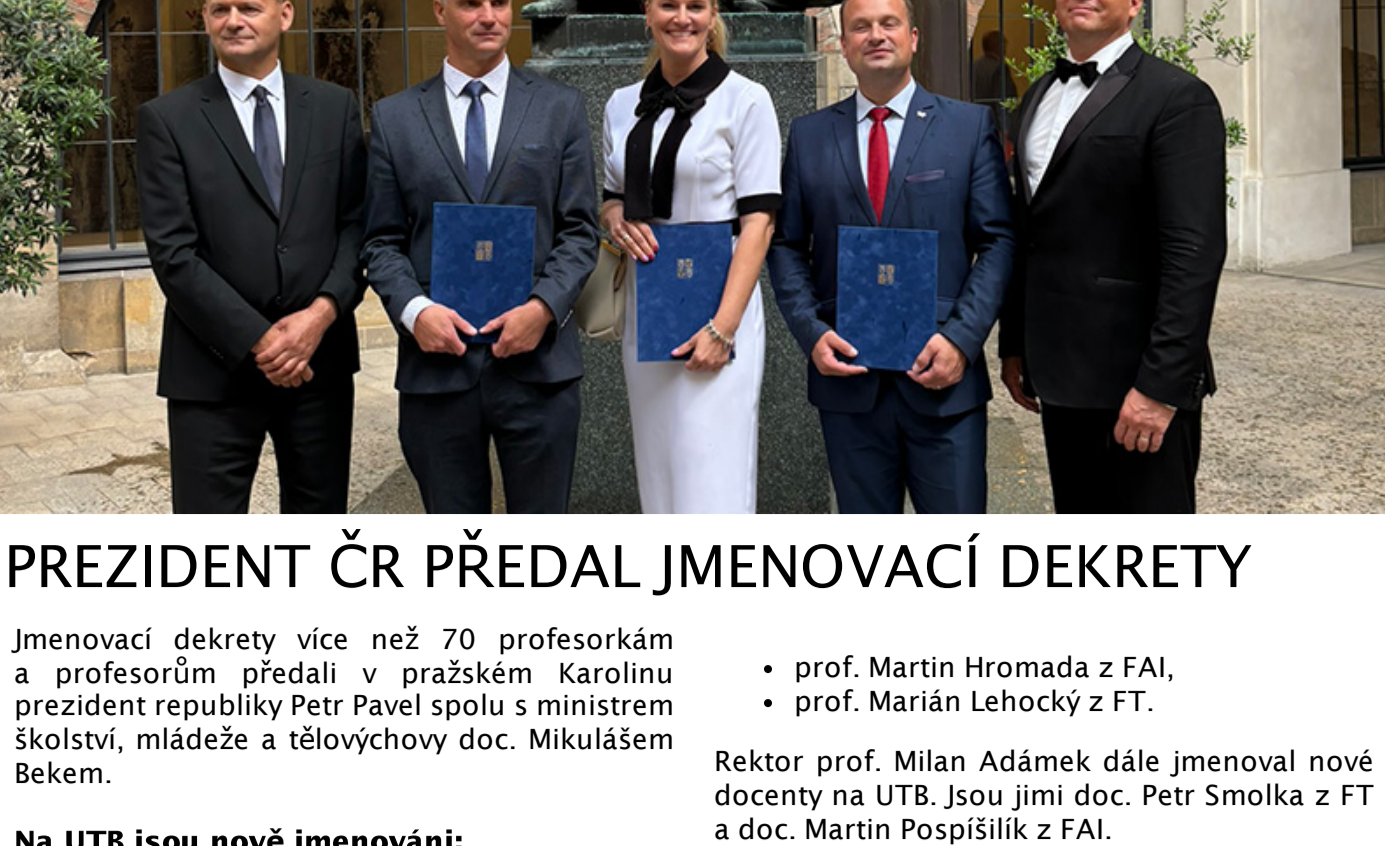 PREZIDENT ČR PŘEDAL JMENOVACÍ DEKRETY
Jmenovací dekrety více než 70 profesorkám
a profesorům předali v pražském Karolinu
prezident republiky Petr Pavel spolu s ministrem
školství, mládeže a tělovýchovy doc. Mikulášem
Bekem.
Na UTB jsou nově jmenováni:
• prof. Martin Hromada z FAI,
• prof. Marián Lehocký z FT.
Rektor prof. Milan Adámek dále jmenoval nové
docenty na UTB. Jsou jimi doc. Petr Smolka z FT
a doc. Martin Pospíšilík z FAI.